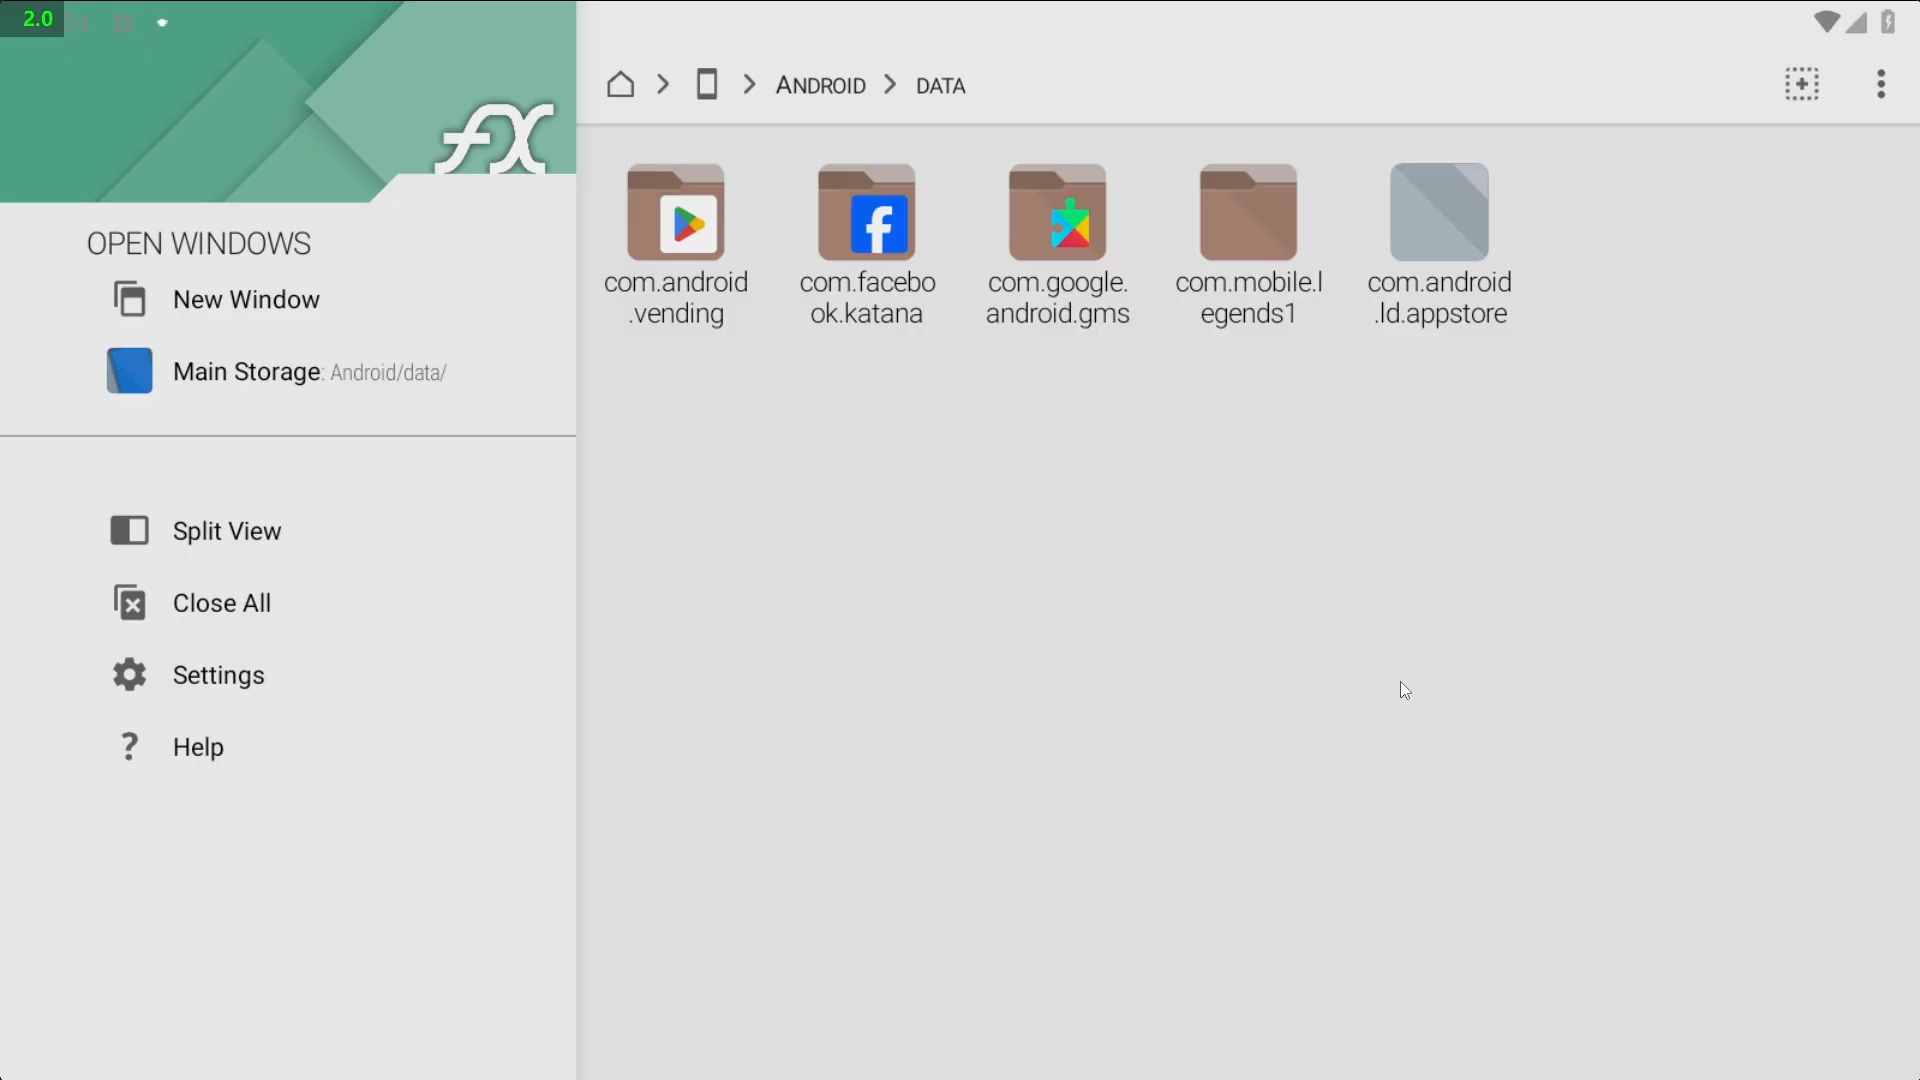 2.0
fX
ANDROID
DATA
OPEN WINDOWS
New Window
Main Storage: Android/data/
Split View
Close All
Settings
Help
com.android
.vending
com.facebo
ok.katana
com.google.
android.gms
com.mobile.l
egends1
com.android
.ld.appstore